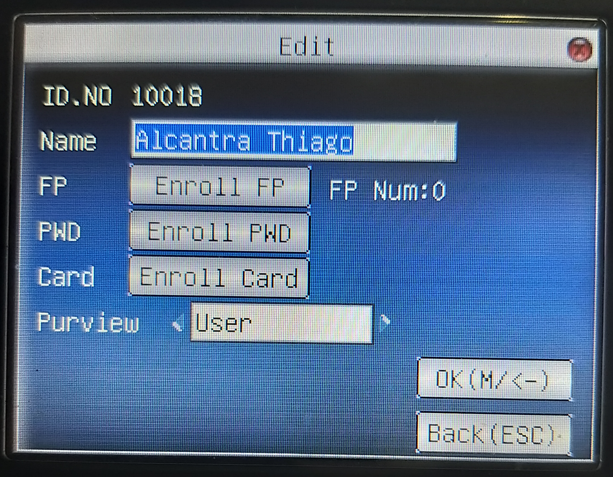 Edit
ID.NO 10018
Name Alcantra Thiago
FP Enroll FP FP Num:0
PWD Enroll PWD
Card Enroll Card
Purview User
OK(M/<-)
Back(ESC)